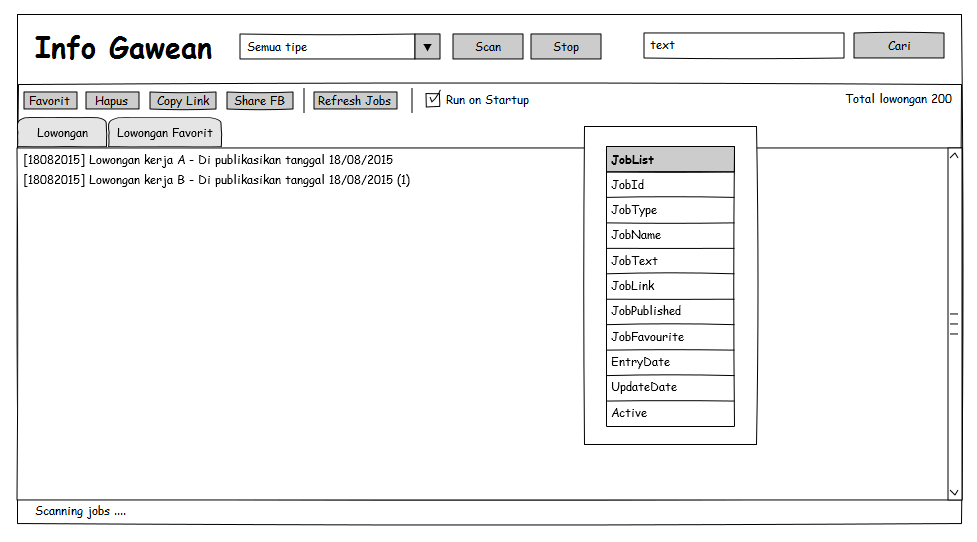 Info Gawean
Semua tipe
Scan
Stop
text
Cari
Favorit
Hapus
Copy Link
Share FB
Refresh Jobs
Run on Startup
Total lowongan 200
Lowongan
Lowongan Favorit
[18082015] Lowongan kerja A - Di publikasikan tanggal 18/08/2015
[18082015] Lowongan kerja B - Di publikasikan tanggal 18/08/2015 (1)
JobList
JobId
JobType
JobName
JobText
JobLink
JobPublished
JobFavourite
EntryDate
UpdateDate
Active
Scanning jobs ....